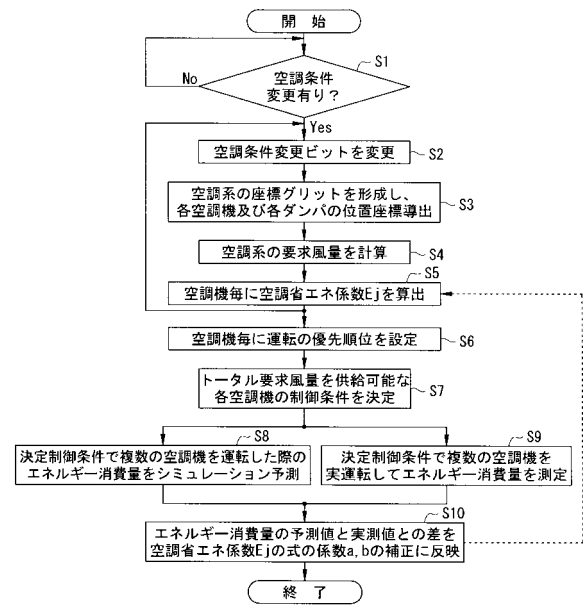 開 始
S1
No
空調条件
変更有り？
Yes
空調条件変更ビットを変更
S2
空調系の座標グリットを形成し、
各空調機及び各ダンパの位置座標導出
S3
空調系の要求風量を計算
S4
S5
空調機毎に空調省エネ係数Ejを算出
空調機毎に運転の優先順位を設定
S6
トータル要求風量を供給可能な
各空調機の制御条件を決定
S7
S8
決定制御条件で複数の空調機を運転した際の
エネルギー消費量をシミュレーション予測
S9
決定制御条件で複数の空調機を
実運転してエネルギー消費量を測定
S10
エネルギー消費量の予測値と実測値との差を
空調省エネ係数Ejの式の係数a,bの補正に反映
終 了